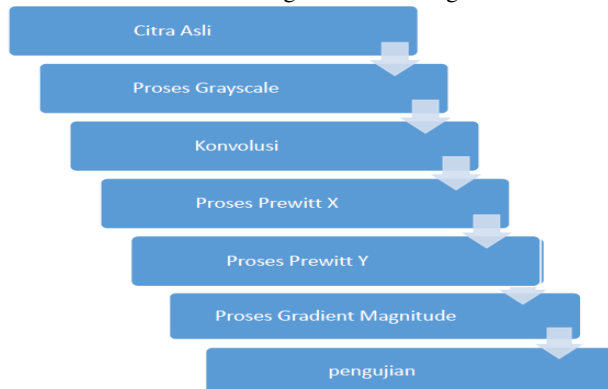 Citra Asli
Proses Grayscale
Konvolusi
Proses Prewitt X
Proses Prewitt Y
Proses Gradient Magnitude
pengujian